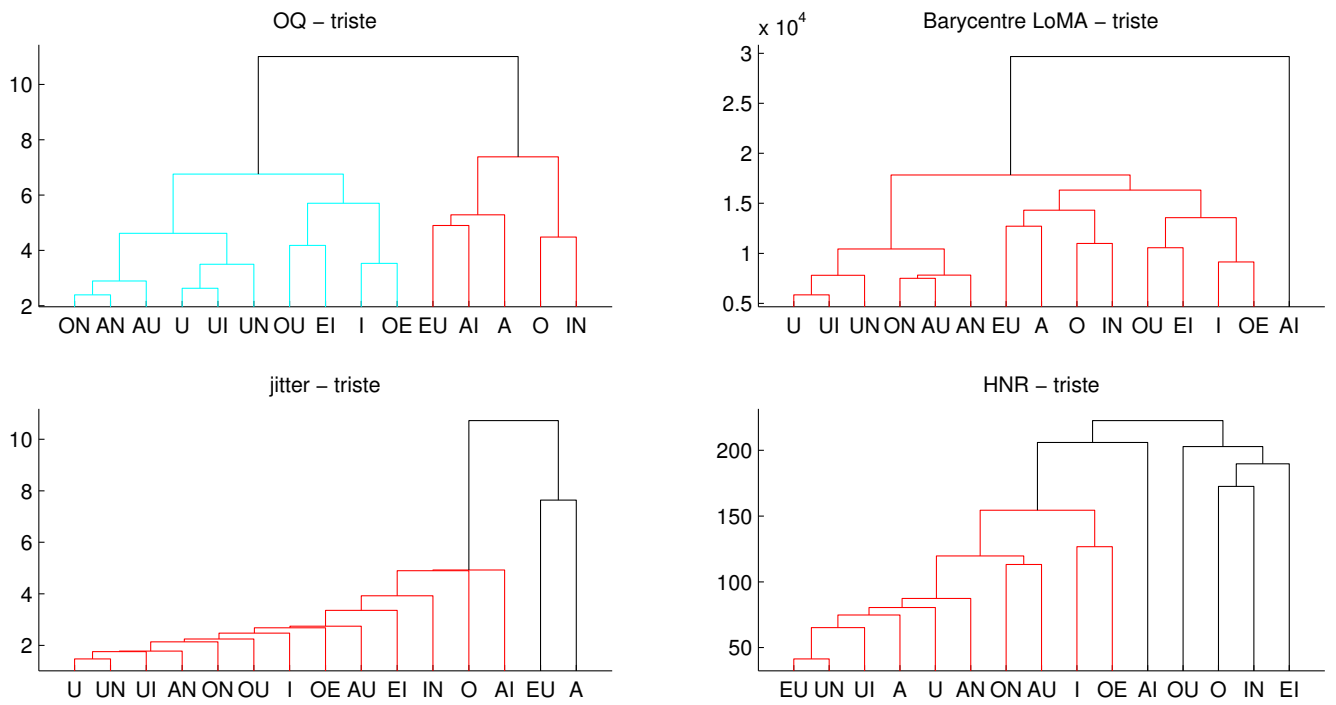 OQ – triste
10
8
6
4
2
ON AN AU U UI UN OU EI I OE EU AI A O IN
Barycentre LoMA – triste
x 10⁴
3
2.5
2
1.5
1
0.5
U UI UN ON AU AN EU A O IN OU EI I OE AI
jitter – triste
10
8
6
4
2
U UN UI AN ON OU I OE AU EI IN O AI EU A
HNR – triste
200
150
100
50
EU UN UI A U AN ON AU I OE AI OU O IN EI